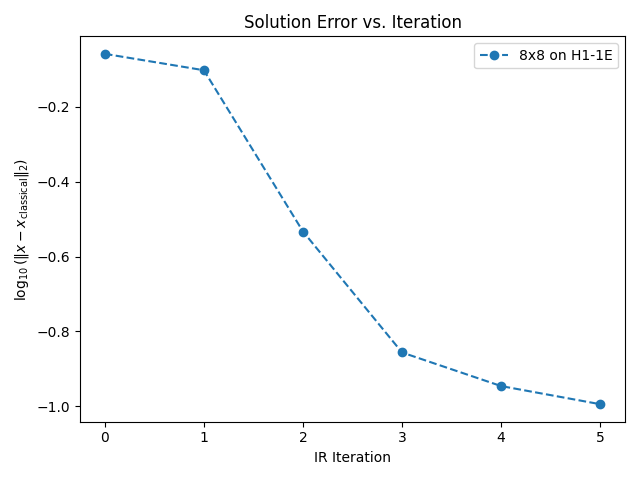 Solution Error vs. Iteration
8x8 on H1-1E
log₁₀(‖x − x_classical‖₂)
−0.2
−0.4
−0.6
−0.8
−1.0
0 1 2 3 4 5
IR Iteration